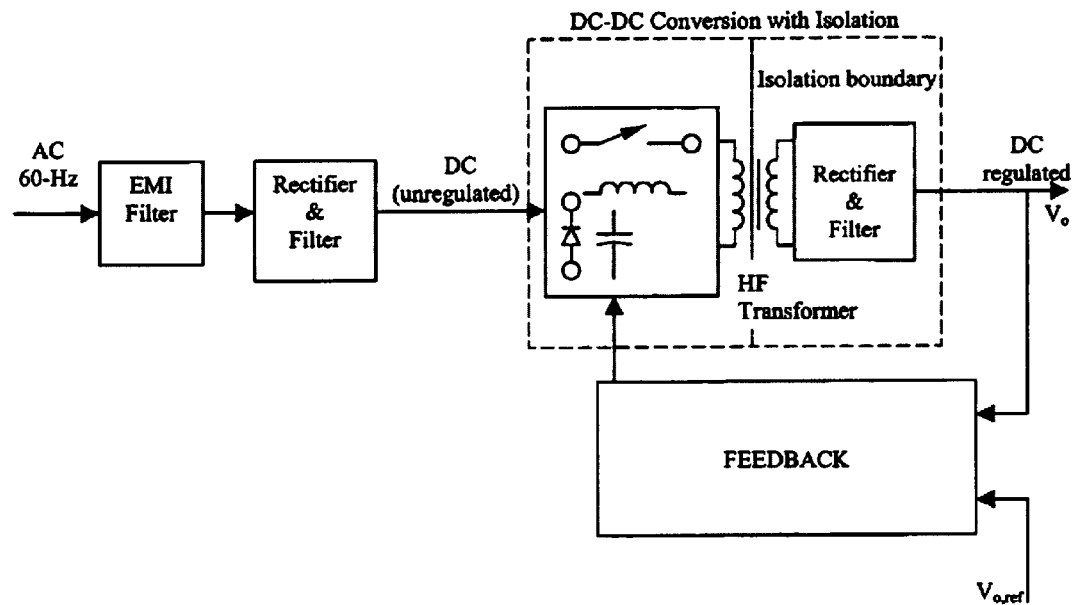 DC-DC Conversion with Isolation
Isolation boundary
AC
60-Hz
EMI
Filter
Rectifier
&
Filter
DC
(unregulated)
Rectifier
&
Filter
DC
regulated
Vo
HF
Transformer
FEEDBACK
Vo,ref